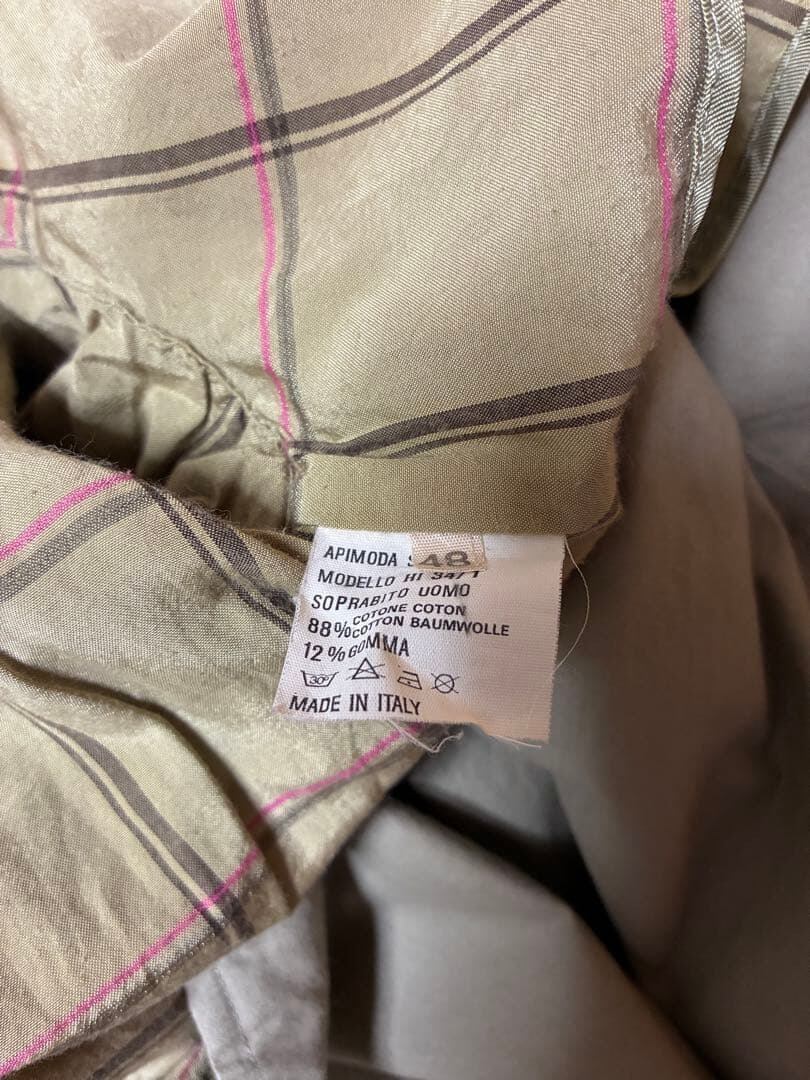 48
APIMODA
MODELLO
SOPRABITO UOMO
88% COTONE COTON
COTTON BAUMWOLLE
12% GOMMA
30°
MADE IN ITALY